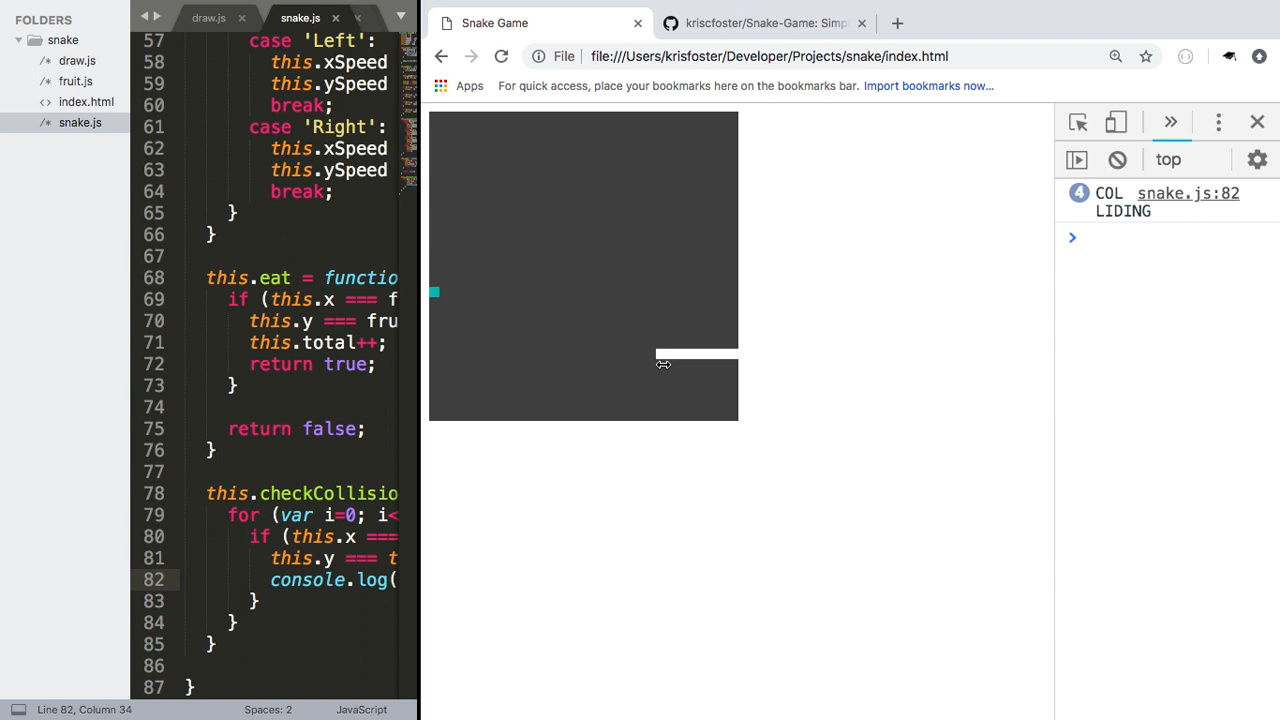 FOLDERS
snake
draw.js
fruit.js
index.html
snake.js
draw.js
snake.js
57 case 'Left':
58 this.xSpeed
59 this.ySpeed
60 break;
61 case 'Right':
62 this.xSpeed
63 this.ySpeed
64 break;
65 }
66 }
67
68 this.eat = functio
69 if (this.x === f
70 this.y === fru
71 this.total++;
72 return true;
73 }
74
75 return false;
76 }
77
78 this.checkCollisio
79 for (var i=0; i<
80 if (this.x ===
81 this.y === t
82 console.log(
83 }
84 }
85 }
86
87 }
Line 82, Column 34 Spaces: 2 JavaScript
Snake Game
kriscfoster/Snake-Game: Simpl
File file:///Users/krisfoster/Developer/Projects/snake/index.html
Apps For quick access, place your bookmarks here on the bookmarks bar. Import bookmarks now...
top
4 COL snake.js:82
LIDING